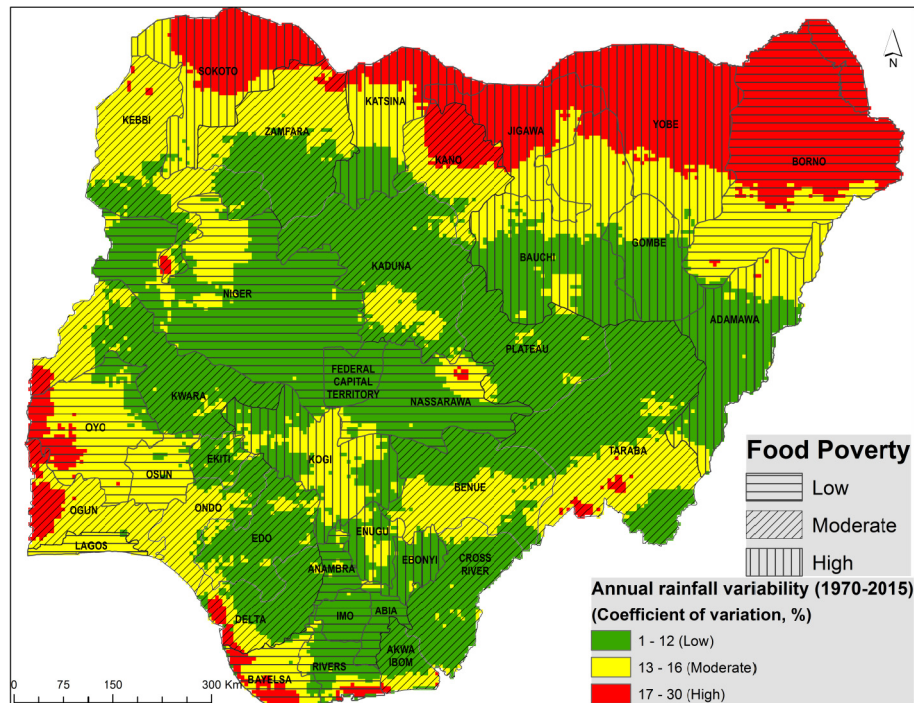 N
SOKOTO
KEBBI
ZAMFARA
KATSINA
KANO
JIGAWA
YOBE
BORNO
GOMBE
BAUCHI
KADUNA
NIGER
ADAMAWA
PLATEAU
FEDERAL
CAPITAL
TERRITORY
NASSARAWA
KWARA
OYO
OSUN
EKITI
KOGI
BENUE
TARABA
OGUN
ONDO
LAGOS
EDO
ENUGU
EBONYI
CROSS
RIVER
ANAMBRA
IMO
ABIA
DELTA
AKWA
IBOM
RIVERS
BAYELSA
0 75 150 300 Km
Food Poverty
Low
Moderate
High
Annual rainfall variability (1970-2015)
(Coefficient of variation, %)
1 - 12 (Low)
13 - 16 (Moderate)
17 - 30 (High)